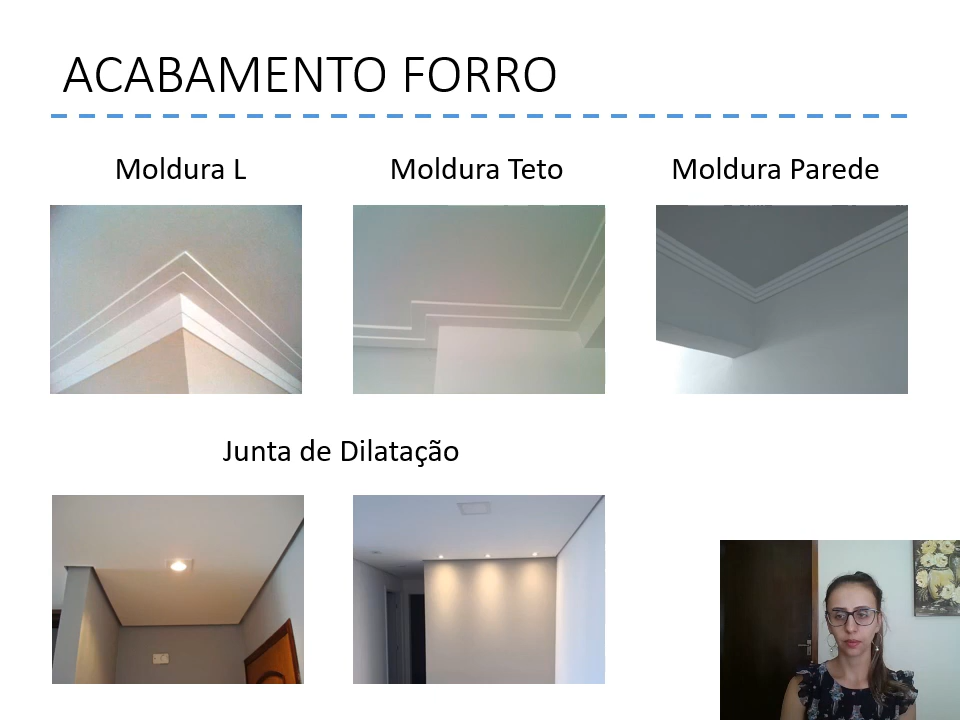 ACABAMENTO FORRO
Moldura L
Moldura Teto
Moldura Parede
Junta de Dilatação